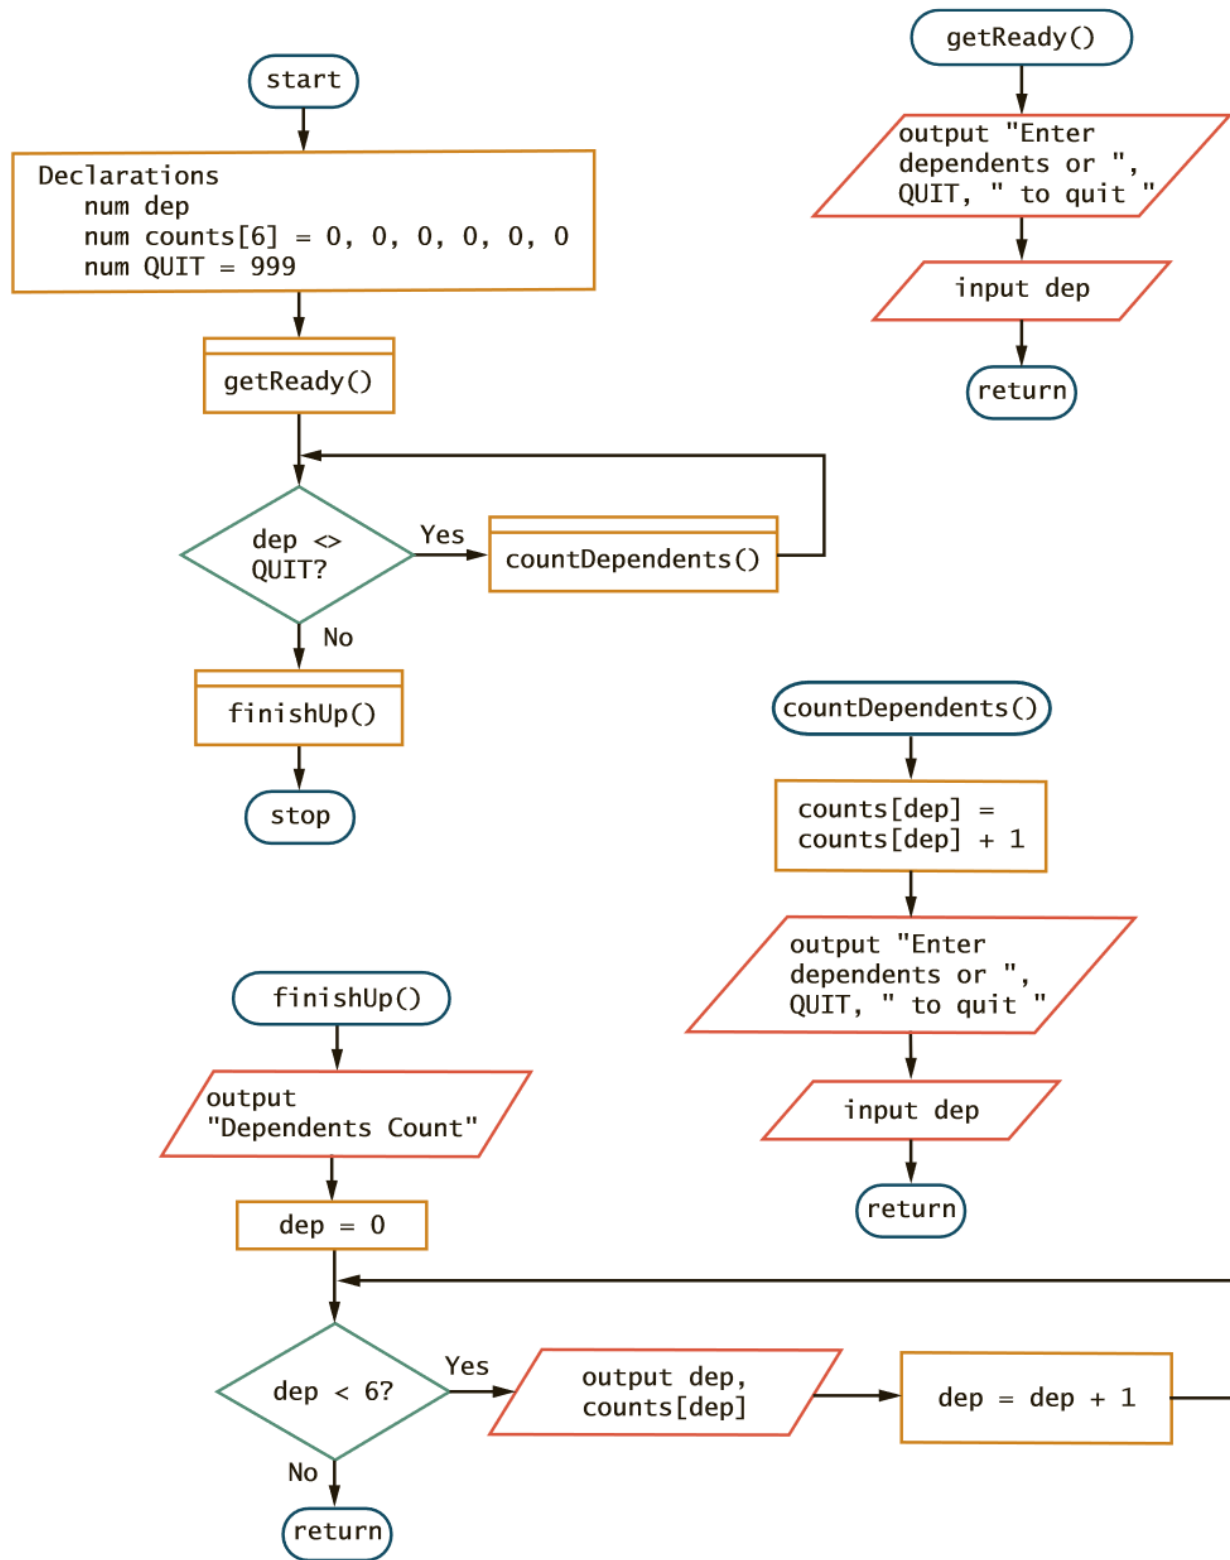 start
Declarations
num dep
num counts[6] = 0, 0, 0, 0, 0, 0
num QUIT = 999
getReady()
dep <>
QUIT?
Yes
countDependents()
No
finishUp()
stop
getReady()
output "Enter
dependents or ",
QUIT, " to quit "
input dep
return
countDependents()
counts[dep] =
counts[dep] + 1
output "Enter
dependents or ",
QUIT, " to quit "
input dep
return
finishUp()
output
"Dependents Count"
dep = 0
dep < 6?
Yes
output dep,
counts[dep]
dep = dep + 1
No
return